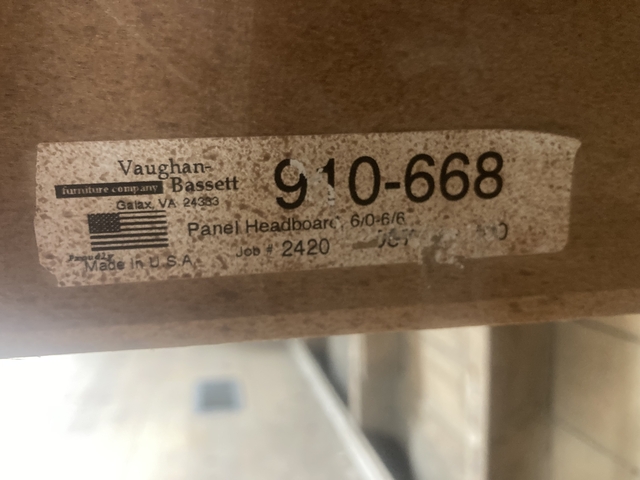 Vaughan-
furniture company Bassett
Galax, VA 24333
Proudly
Made in U.S.A.
910-668
Panel Headboard 6/0-6/6
Job # 2420